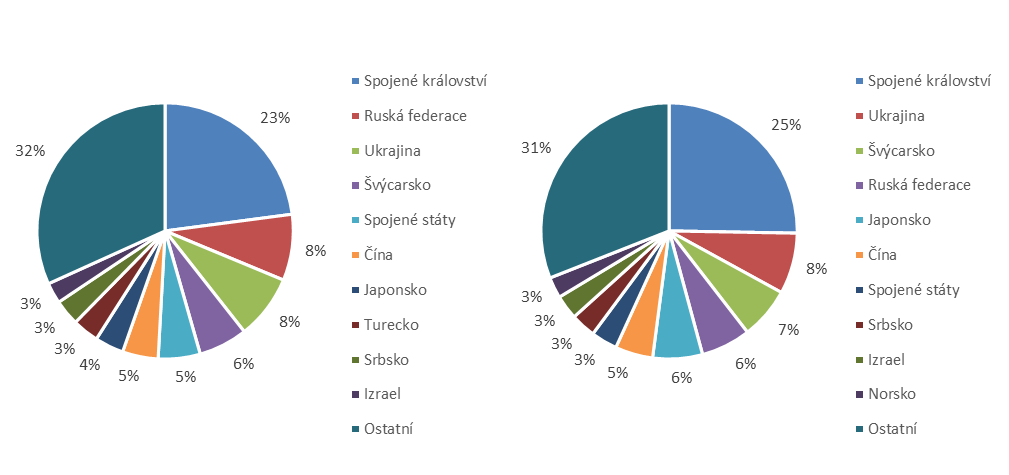 23%
8%
8%
6%
5%
5%
4%
3%
3%
3%
32%
Spojené království
Ruská federace
Ukrajina
Švýcarsko
Spojené státy
Čína
Japonsko
Turecko
Srbsko
Izrael
Ostatní
25%
8%
7%
6%
6%
5%
3%
3%
3%
3%
31%
Spojené království
Ukrajina
Švýcarsko
Ruská federace
Japonsko
Čína
Spojené státy
Srbsko
Izrael
Norsko
Ostatní